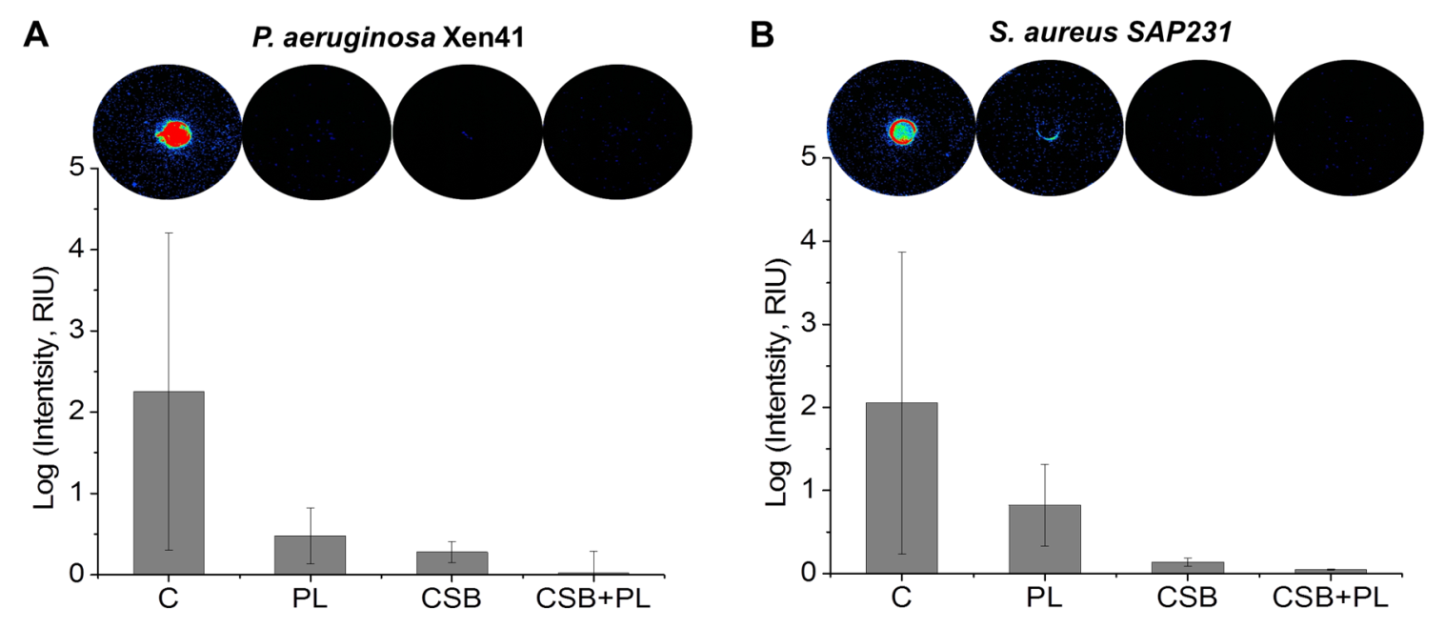 A
P. aeruginosa Xen41
5
4
3
2
1
0
Log (Intentsity, RIU)
C PL CSB CSB+PL
B
S. aureus SAP231
5
4
3
2
1
0
Log (Intentsity, RIU)
C PL CSB CSB+PL